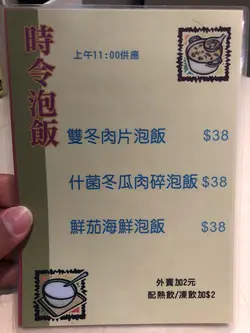 時令泡飯
上午11:00供應
雙冬肉片泡飯 $38
什菌冬瓜肉碎泡飯 $38
鮮茄海鮮泡飯 $38
外賣加2元
配熱飲/凍飲加$2